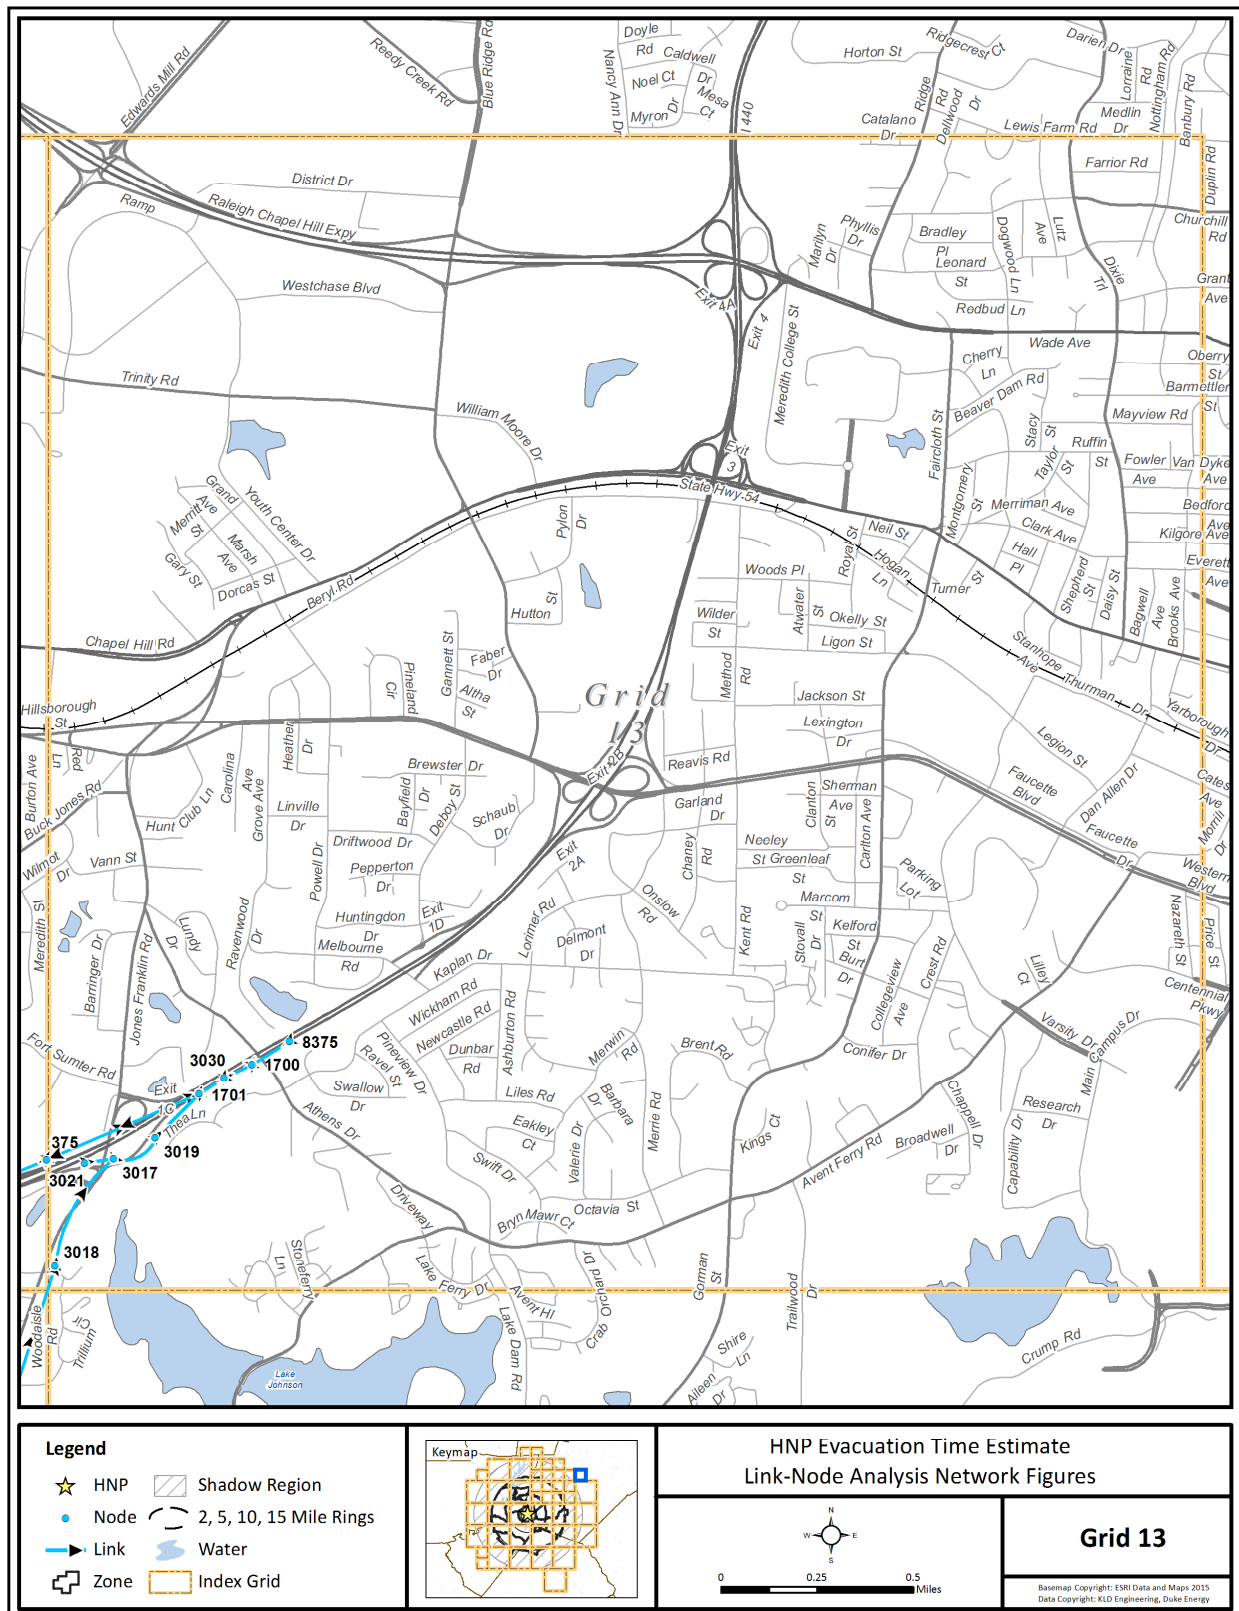 Edwards Mill Rd
Reedy Creek Rd
Blue Ridge Rd
Nancy Ann Dr
Doyle
Rd
Caldwell
Dr
Noel Ct
Mesa
Ct
Myron
Dr
I 440
Horton St
Ridgecrest Ct
Ridge
Rd
Dellwood
Dr
Catalano
Dr
Darien Dr
Lorraine
Rd
Nottingham Rd
Banbury Rd
Medlin
Dr
Lewis Farm Rd
Farrior Rd
Duplin Rd
Churchill
Rd
District Dr
Ramp
Raleigh Chapel Hill Expy
Westchase Blvd
Phyllis
Dr
Marilyn
Dr
Bradley
Pl
Leonard
St
Dogwood Ln
Lutz
Ave
Dixie
Trl
Grant
Ave
Redbud Ln
Exit 4A
Exit 4
Wade Ave
Meredith College St
Cherry
Ln
Oberry
St
Barmettler
St
Beaver Dam Rd
Mayview Rd
Trinity Rd
William Moore Dr
Faircloth St
Stacy
St
Taylor
St
Ruffin
St
Fowler
Ave
Van Dyke
Ave
Exit
3
State Hwy 54
Merriman Ave
Montgomery
St
Bedford
Ave
Kilgore Ave
Clark Ave
Hall
Pl
Everett
Ave
Grand
Merritt
Ave
St
Youth Center Dr
Marsh
Ave
Gary St
Dorcas St
Pylon
Dr
Neil St
Royal St
Hogan
Ln
Turner St
Shepherd
St
Daisy St
Bagwell
Ave
Brooks Ave
Beryl Rd
Woods Pl
Hutton
St
Wilder
St
Atwater
St
Okelly St
Ligon St
Chapel Hill Rd
Gannett St
Faber
Dr
Altha
St
Pineland
Cir
Method
Rd
Stanhope
Ave
Thurman Dr
Yarborough
Dr
Grid
13
Jackson St
Lexington
Dr
Hillsborough
St
Legion St
Burton Ave
Red
Ln
Buck Jones Rd
Carolina
Ave
Heather
Dr
Grove Ave
Brewster Dr
Exit 2B
Reavis Rd
Garland
Dr
Sherman
Ave
Clanton
St
Carlton Ave
Faucette
Blvd
Dan Allen Dr
Cates
Ave
Morrill
Dr
Hunt Club Ln
Linville
Dr
Bayfield
Dr
Deboy St
Schaub
Dr
Driftwood Dr
Faucette
Dr
Western
Blvd
Wilmot
Dr
Vann St
Powell Dr
Pepperton
Dr
Exit
2A
Chaney
Rd
Neeley
St
Greenleaf
St
Parking
Lot
Marcom
St
Meredith St
Lundy
Dr
Ravenwood
Dr
Huntingdon
Dr
Melbourne
Rd
Exit
1D
Lorimer Rd
Onslow
Rd
Delmont
Dr
Kent Rd
Stovall
Dr
Kelford
St
Burt
Dr
Nazareth St
Price St
Barringer Dr
Jones Franklin Rd
Kaplan Dr
Collegeview
Ave
Crest Rd
Lilley
Ct
Centennial
Pkwy
Wickham Rd
Newcastle Rd
Ashburton Rd
Fort Sumter Rd
8375
3030
1700
1701
Exit
1C
Thea Ln
3019
375
3021
3017
3018
Pineview Dr
Ravel St
Dunbar
Rd
Swallow
Dr
Merwin
Rd
Brent Rd
Conifer Dr
Varsity Dr
Main Campus Dr
Athens Dr
Liles Rd
Eakley
Ct
Barbara
Dr
Merrie Rd
Kings Ct
Chappell Dr
Research
Dr
Broadwell
Dr
Capability Dr
Swift Dr
Valerie Dr
Avent Ferry Rd
Driveway
Bryn Mawr Ct
Octavia St
Stoneferry
Ln
Lake Ferry Dr
Avent Hl
Orchard Dr
Crab
Gorman
St
Trailwood
Dr
Woodaisle
Rd
Trillium
Cir
Lake
Johnson
Lake Dam Rd
Shire
Ln
Aileen
Dr
Crump Rd
Legend
HNP
Shadow Region
Node
2, 5, 10, 15 Mile Rings
Link
Water
Zone
Index Grid
Keymap
HNP Evacuation Time Estimate
Link-Node Analysis Network Figures
N
W E
S
0 0.25 0.5
Miles
Grid 13
Basemap Copyright: ESRI Data and Maps 2015
Data Copyright: KLD Engineering, Duke Energy